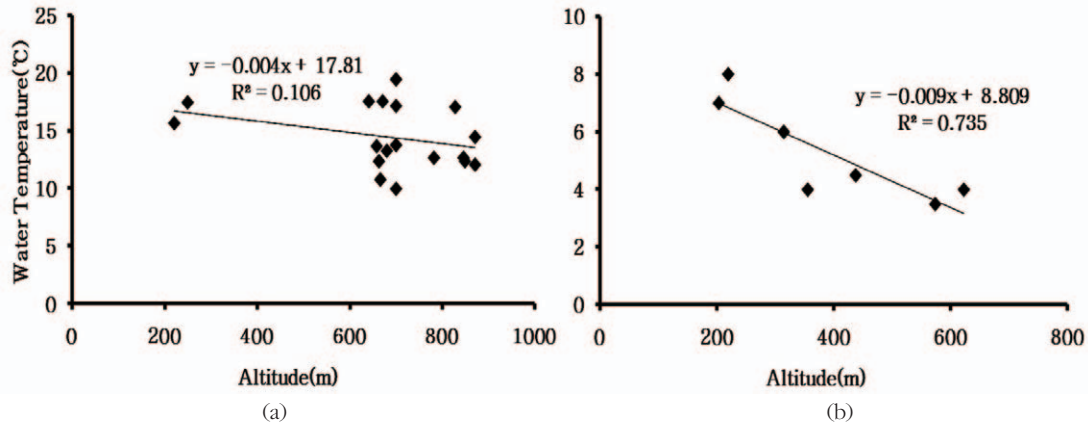 25
20
15
10
5
0
0 200 400 600 800 1000
Water Temperature(℃)
Altitude(m)
y = -0.004x + 17.81
R² = 0.106
(a)
10
8
6
4
2
0
0 200 400 600 800
Altitude(m)
y = -0.009x + 8.809
R² = 0.735
(b)